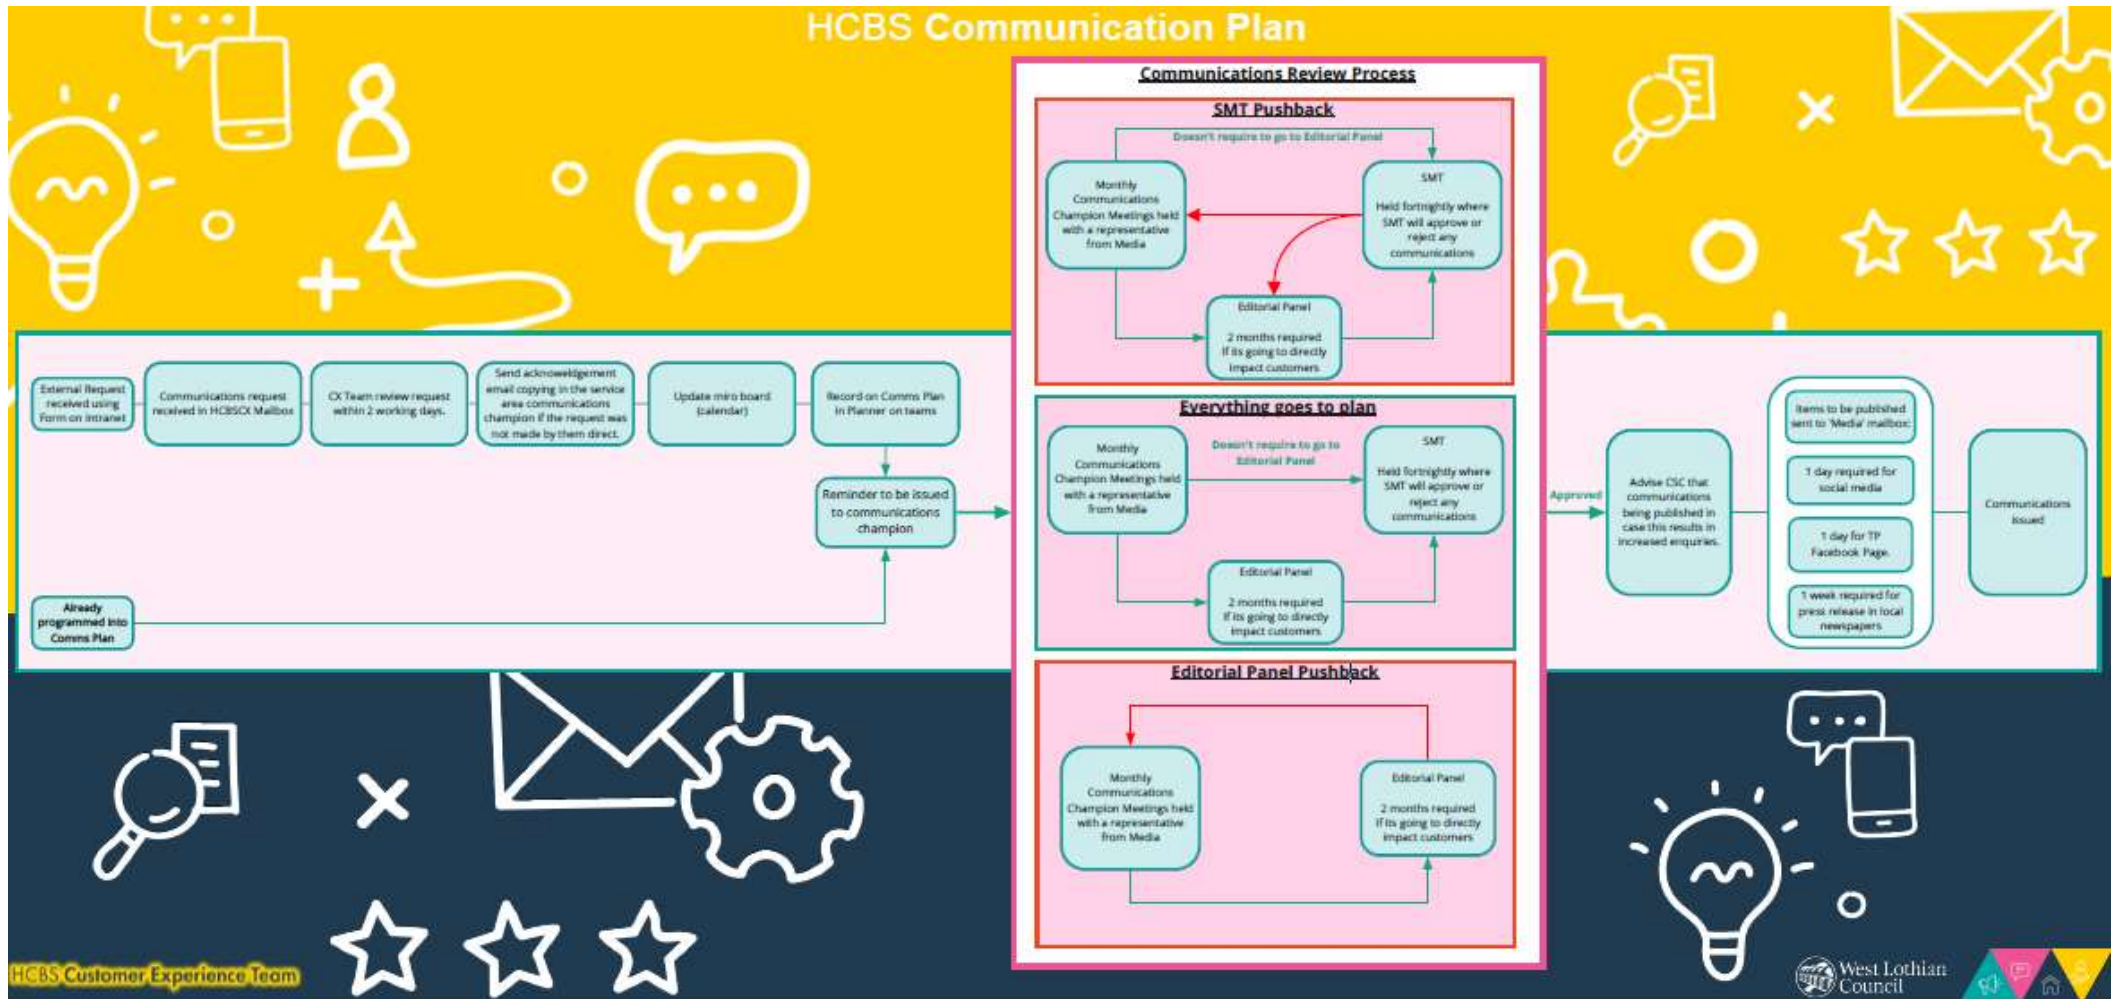 HCBS Communication Plan
External Request
received using
Form on Intranet
Communications request
received in HCBSCX Mailbox
CX Team review request
within 2 working days.
Send acknoweldgement
email copying in the service
area communications
champion if the request was
not made by them direct.
Update miro board
(calendar)
Record on Comms Plan
in Planner on teams
Reminder to be issued
to communications
champion
Already
programmed into
Comms Plan
Communications Review Process
SMT Pushback
Doesn't require to go to Editorial Panel
Monthly
Communications
Champion Meetings held
with a representative
from Media
SMT
Held fortnightly where
SMT will approve or
reject any
communications
Editorial Panel
2 months required
if its going to directly
impact customers
Everything goes to plan
Monthly
Communications
Champion Meetings held
with a representative
from Media
Doesn't require to go to
Editorial Panel
SMT
Held fortnightly where
SMT will approve or
reject any
communications
Editorial Panel
2 months required
if its going to directly
impact customers
Editorial Panel Pushback
Monthly
Communications
Champion Meetings held
with a representative
from Media
Editorial Panel
2 months required
if its going to directly
impact customers
Approved
Advise CSC that
communications
being published in
case this results in
increased enquiries.
Items to be published
sent to 'Media' mailbox:
1 day required for
social media
1 day for TP
Facebook Page.
1 week required for
press release in local
newspapers
Communications
Issued
HCBS Customer Experience Team
West Lothian
Council